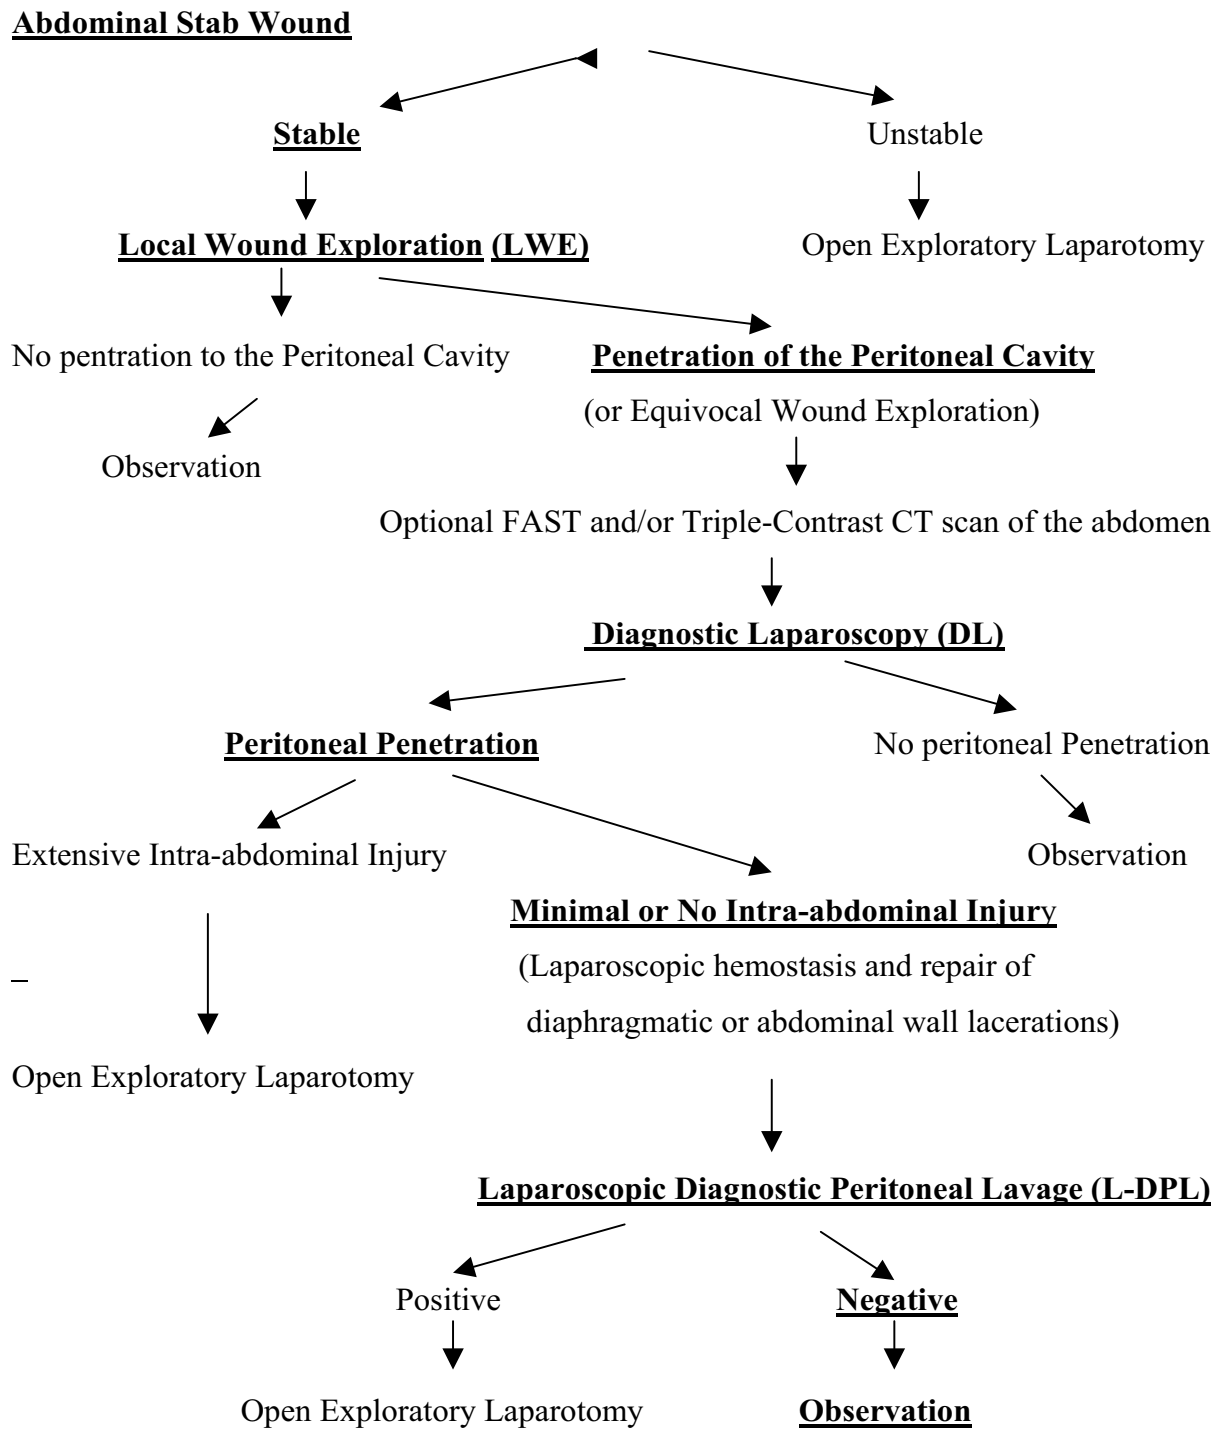 Abdominal Stab Wound
Stable
Unstable
Local Wound Exploration (LWE)
Open Exploratory Laparotomy
No pentration to the Peritoneal Cavity
Penetration of the Peritoneal Cavity
(or Equivocal Wound Exploration)
Observation
Optional FAST and/or Triple-Contrast CT scan of the abdomen
Diagnostic Laparoscopy (DL)
Peritoneal Penetration
No peritoneal Penetration
Extensive Intra-abdominal Injury
Observation
Minimal or No Intra-abdominal Injury
(Laparoscopic hemostasis and repair of
diaphragmatic or abdominal wall lacerations)
Open Exploratory Laparotomy
Laparoscopic Diagnostic Peritoneal Lavage (L-DPL)
Positive
Negative
Open Exploratory Laparotomy
Observation